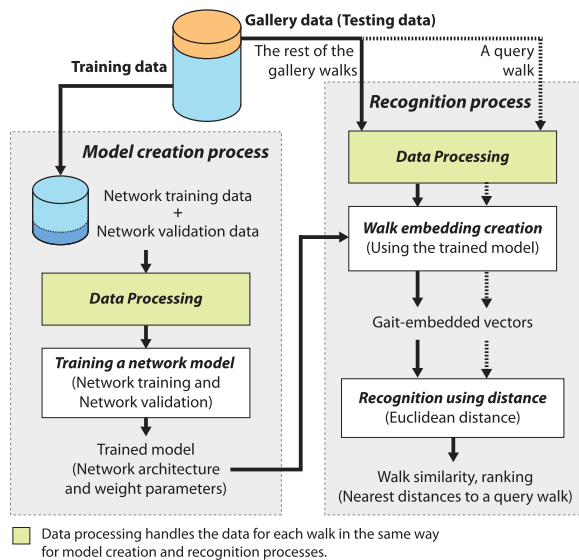 Gallery data (Testing data)
The rest of the
gallery walks
A query
walk
Training data
Model creation process
Network training data
+
Network validation data
Data Processing
Training a network model
(Network training and
Network validation)
Trained model
(Network architecture
and weight parameters)
Recognition process
Data Processing
Walk embedding creation
(Using the trained model)
Gait-embedded vectors
Recognition using distance
(Euclidean distance)
Walk similarity, ranking
(Nearest distances to a query walk)
Data processing handles the data for each walk in the same way
for model creation and recognition processes.